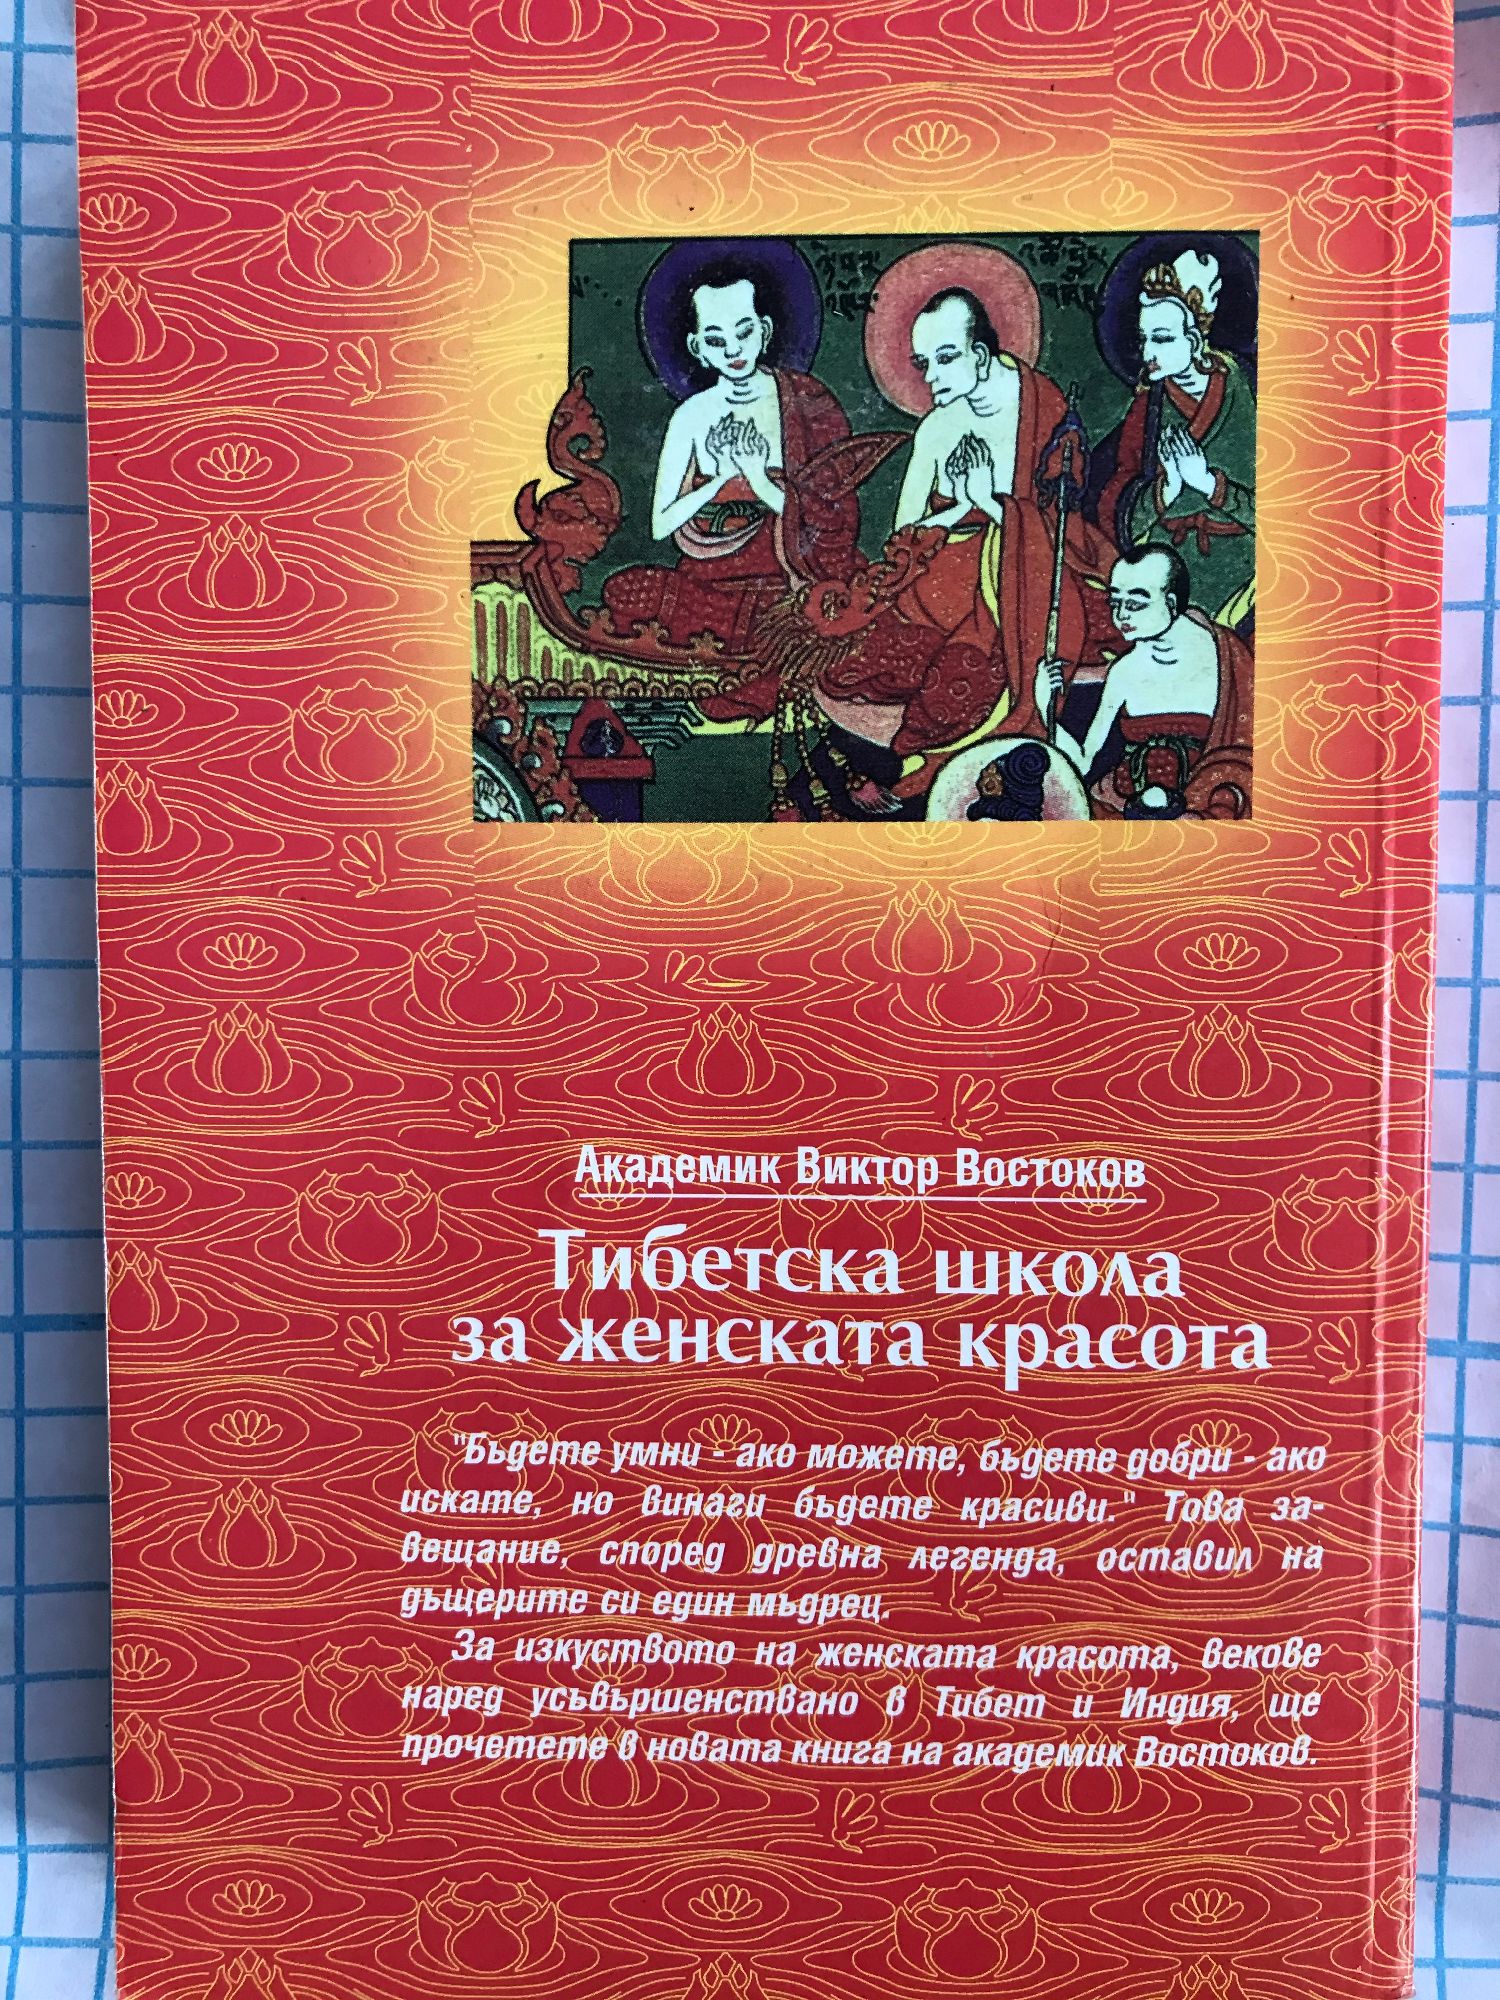 Академик Виктор Востоков
Тибетска школа
за женската красота
"Бъдете умни - ако можете, бъдете добри - ако
искате, но винаги бъдете красиви." Това за-
вещание, според древна легенда, оставил на
дъщерите си един мъдрец.
За изкуството на женската красота, векове
наред усъвършенствано в Тибет и Индия, ще
прочетете в новата книга на академик Востоков.